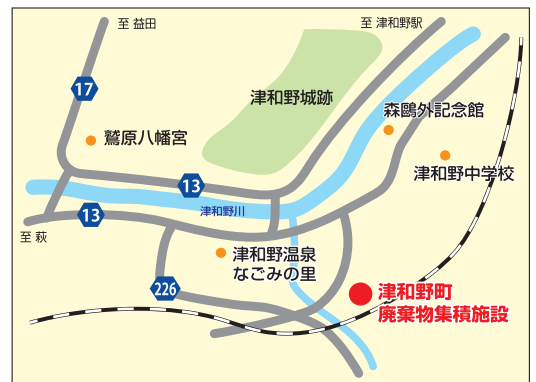 至 益田
至 津和野駅
17
津和野城跡
森鷗外記念館
鷲原八幡宮
津和野中学校
13
13
津和野川
至 萩
津和野温泉
なごみの里
226
津和野町
廃棄物集積施設